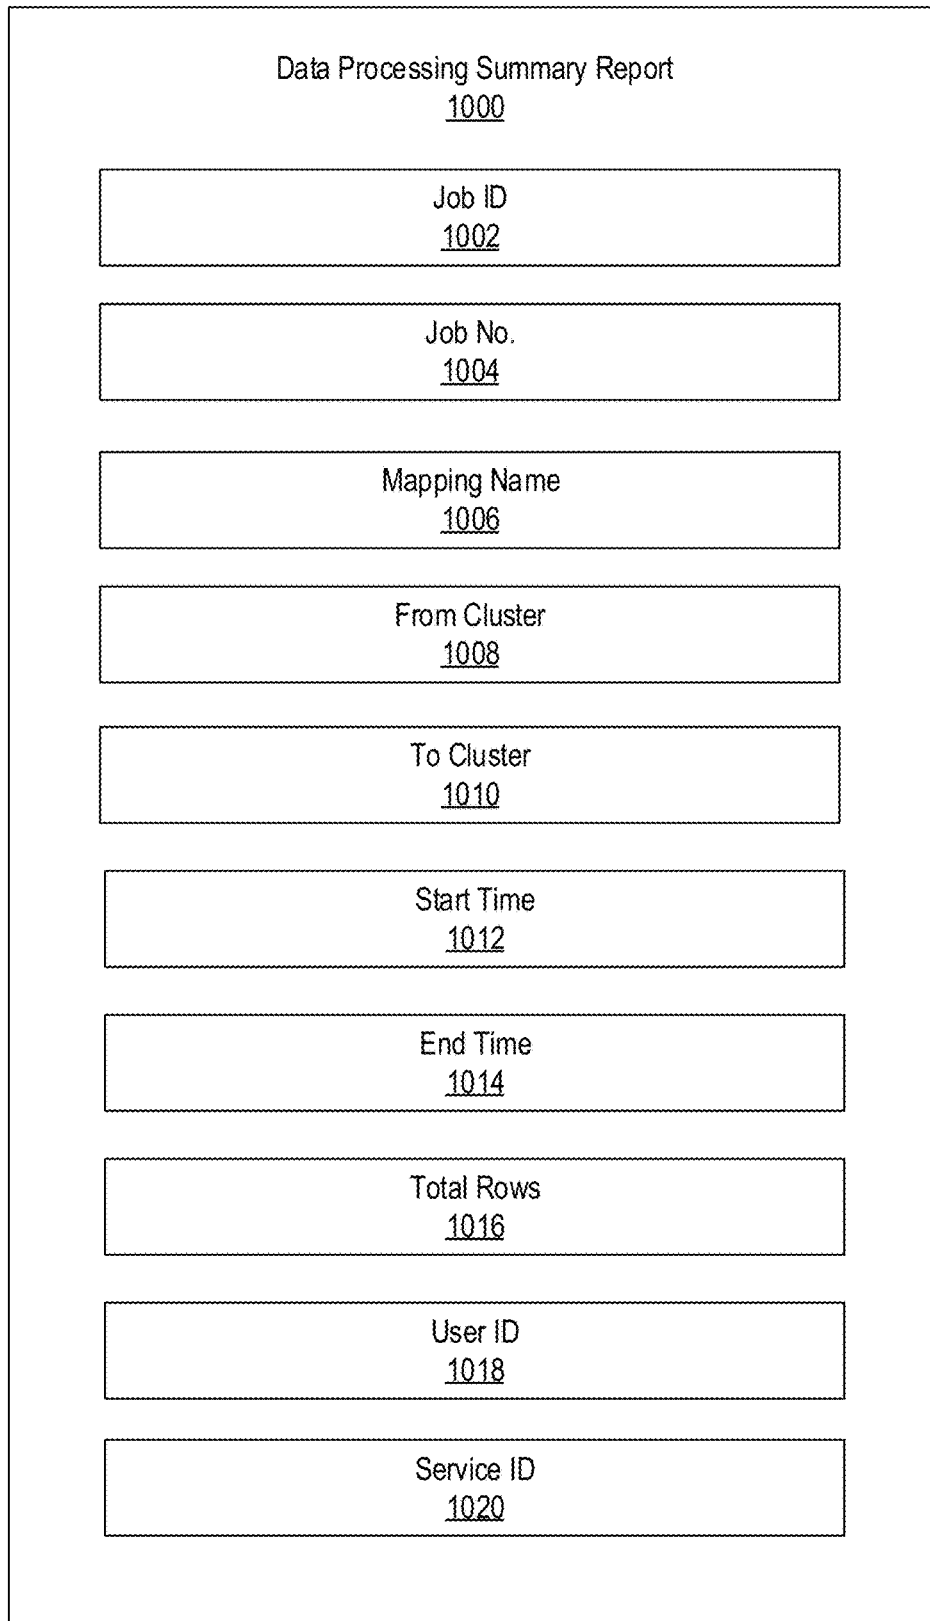 Data Processing Summary Report
1000
Job ID
1002
Job No.
1004
Mapping Name
1006
From Cluster
1008
To Cluster
1010
Start Time
1012
End Time
1014
Total Rows
1016
User ID
1018
Service ID
1020